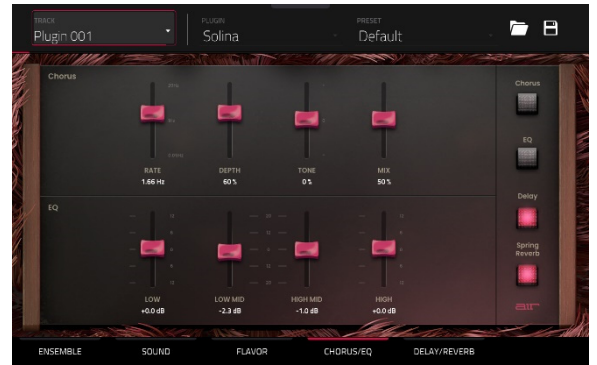 TRACK
Plugin 001
PLUGIN
Solina
PRESET
Default
Chorus
RATE
1.66 Hz
DEPTH
60%
TONE
0%
MIX
50%
Chorus
EQ
Delay
Spring
Reverb
air
EQ
LOW
+0.0 dB
LOW MID
-2.3 dB
HIGH MID
-1.0 dB
HIGH
+0.0 dB
ENSEMBLE
SOUND
FLAVOR
CHORUS/EQ
DELAY/REVERB